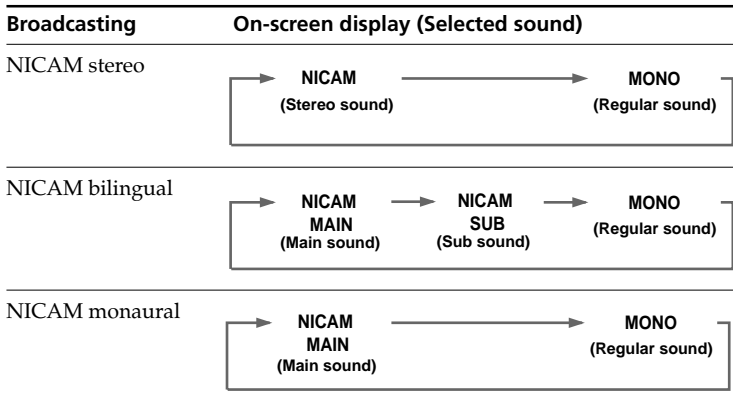 Broadcasting On-screen display (Selected sound)
NICAM stereo
NICAM MONO
(Stereo sound) (Regular sound)
NICAM bilingual
NICAM NICAM MONO
MAIN SUB
(Main sound) (Sub sound) (Regular sound)
NICAM monaural
NICAM MONO
MAIN
(Regular sound)
(Main sound)